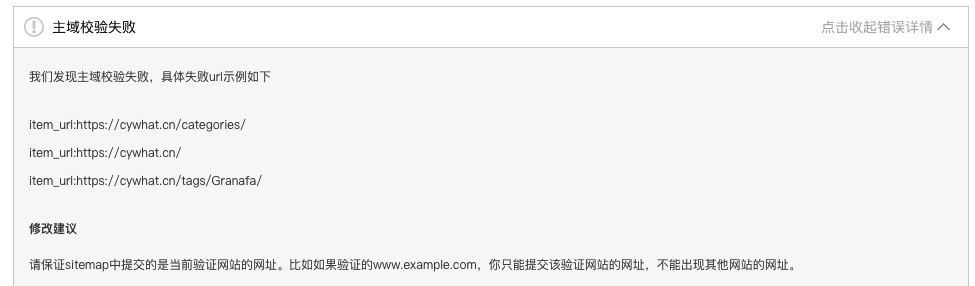 主域校验失败
点击收起错误详情
我们发现主域校验失败，具体失败url示例如下
item_url:https://cywhat.cn/categories/
item_url:https://cywhat.cn/
item_url:https://cywhat.cn/tags/Granafa/
修改建议
请保证sitemap中提交的是当前验证网站的网址。比如如果验证的www.example.com，你只能提交该验证网站的网址，不能出现其他网站的网址。